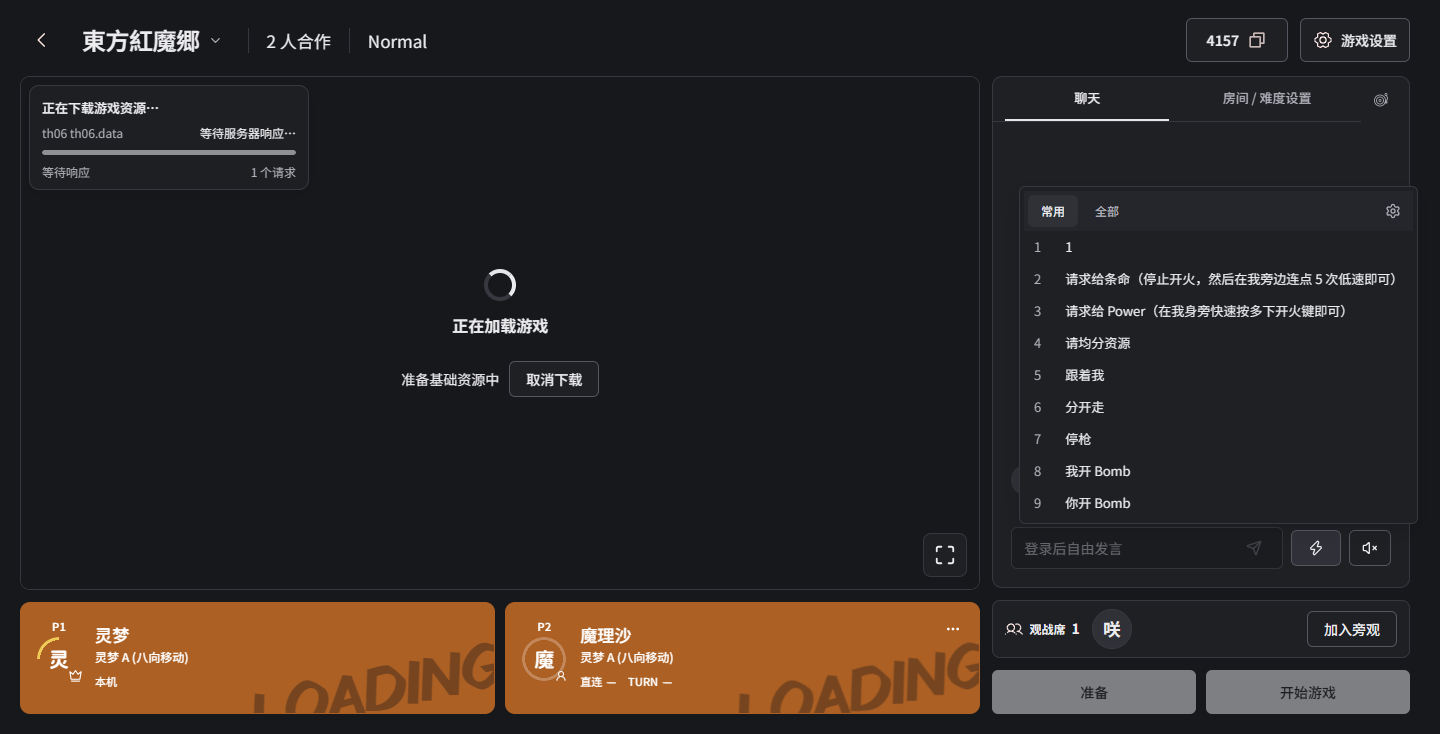 東方紅魔郷
2 人合作
Normal
4157
游戏设置
正在下载游戏资源…
th06 th06.data
等待服务器响应…
等待响应
1 个请求
正在加载游戏
准备基础资源中
取消下载
聊天
房间 / 难度设置
常用
全部
1 1
2 请求给条命（停止开火，然后在我旁边连点 5 次低速即可）
3 请求给 Power（在我身旁快速按多下开火键即可）
4 请均分资源
5 跟着我
6 分开走
7 停枪
8 我开 Bomb
9 你开 Bomb
登录后自由发言
P1
灵
灵梦
灵梦 A (八向移动)
本机
LOADING
P2
魔
魔理沙
灵梦 A (八向移动)
直连 — TURN —
LOADING
观战席 1
咲
加入旁观
准备
开始游戏